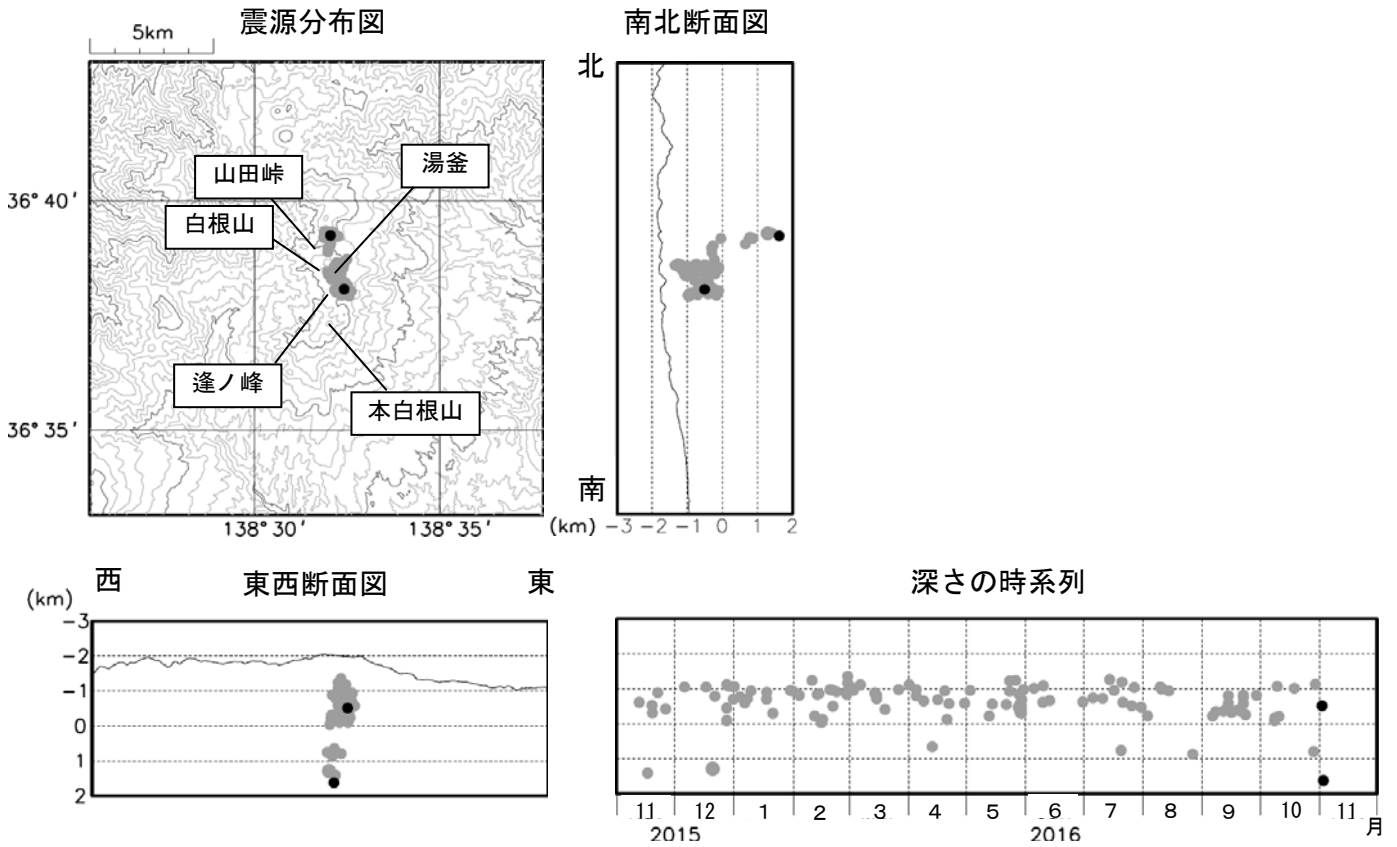 震源分布図
5km
山田峠
湯釜
白根山
逢ノ峰
本白根山
36° 40′
36° 35′
138° 30′
138° 35′
南北断面図
北
南
(km) -3 -2 -1 0 1 2
東西断面図
西
東
(km)
-3
-2
-1
0
1
2
深さの時系列
11 12 1 2 3 4 5 6 7 8 9 10 11 月
2015 2016